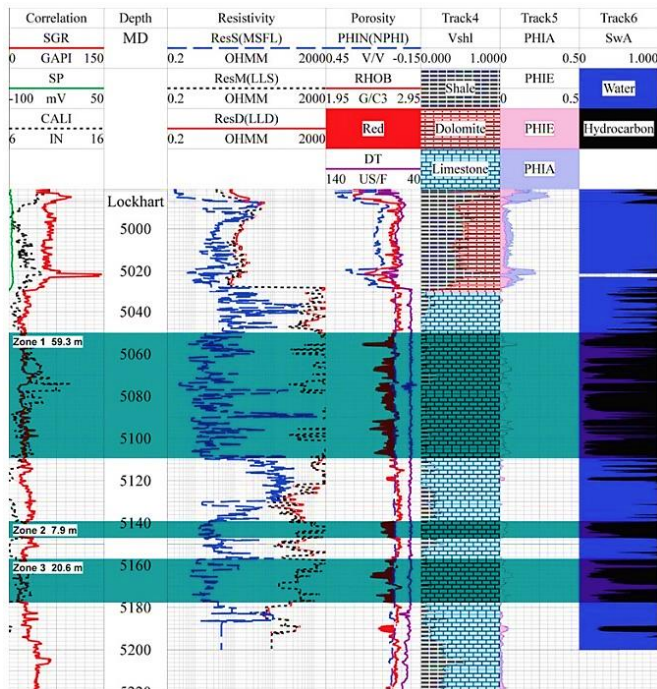 Correlation Depth Resistivity Porosity Track4 Track5 Track6
SGR MD ResS(MSFL) PHIN(NPHI) Vshl PHIA SwA
0 GAPI 150 0.2 OHMM 2000 0.45 V/V -0.15 0.000 1.0000 0 0.5 1.00 0.00
SP ResM(LLS) RHOB Shale PHIE Water
-100 mV 50 0.2 OHMM 2000 1.95 G/C3 2.95 0 0.5
CALI ResD(LLD) Red Dolomite PHIE Hydrocarbon
6 IN 16 0.2 OHMM 2000
DT Limestone PHIA
140 US/F 40
Lockhart
5000
5020
5040
Zone 1 59.3 m
5060
5080
5100
5120
5140
Zone 2 7.9 m
5160
Zone 3 20.6 m
5180
5200